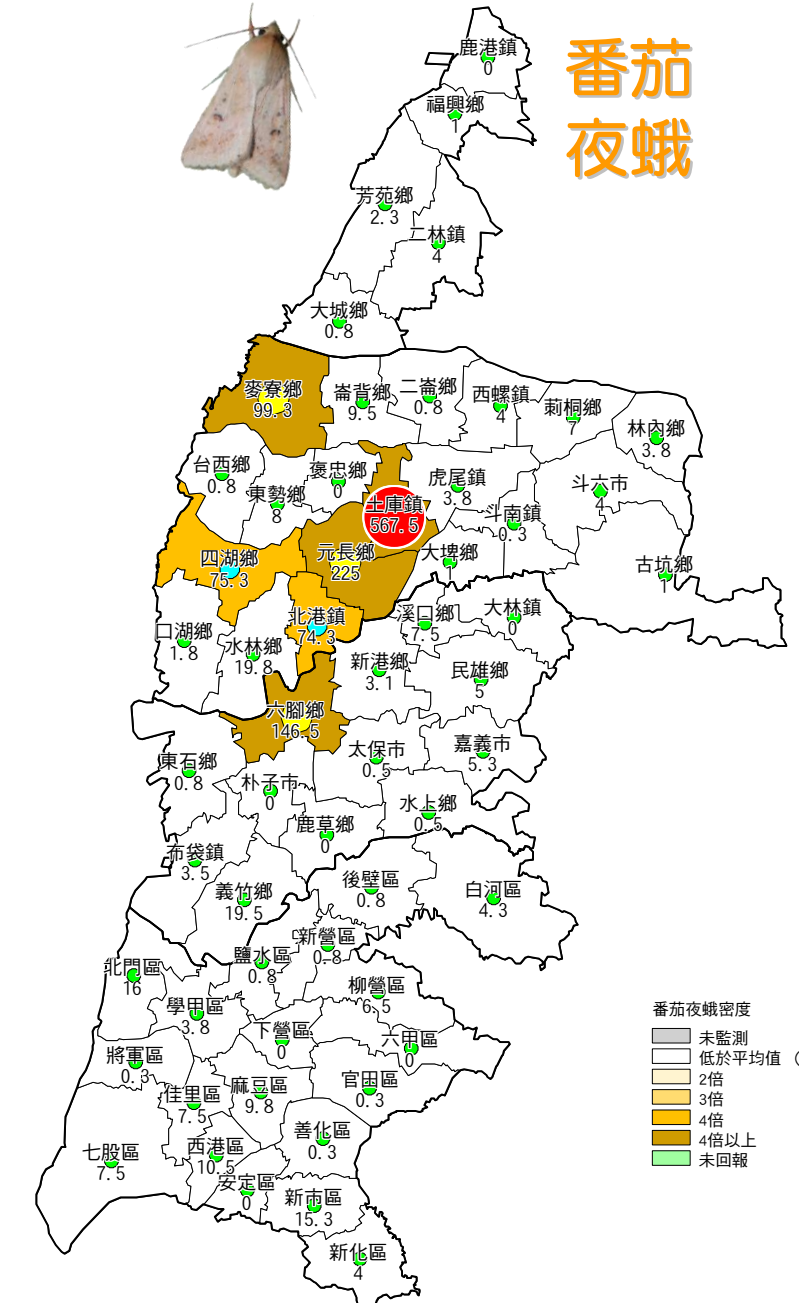 番茄
夜蛾
鹿港鎮
0
福興鄉
1
芳苑鄉
2.3
二林鎮
4
大城鄉
0.8
麥寮鄉
99.3
崙背鄉
9.5
二崙鄉
0.8
西螺鎮
4
莿桐鄉
7
林內鄉
3.8
台西鄉
0.8
東勢鄉
8
褒忠鄉
0
土庫鎮
567.5
虎尾鎮
3.8
斗南鎮
0.3
斗六市
4
四湖鄉
75.3
元長鄉
225
大埤鄉
1
古坑鄉
1
口湖鄉
1.8
水林鄉
19.8
北港鎮
74.3
溪口鄉
7.5
大林鎮
0
新港鄉
3.1
民雄鄉
5
六腳鄉
146.5
東石鄉
0.8
朴子市
0
太保市
0.5
嘉義市
5.3
水上鄉
0.5
鹿草鄉
0
布袋鎮
3.5
義竹鄉
19.5
後壁區
0.8
白河區
4.3
北門區
16
鹽水區
0.8
新營區
0.8
柳營區
6.5
學甲區
3.8
下營區
0
六甲區
0
將軍區
0.3
佳里區
7.5
麻豆區
9.8
官田區
0.3
七股區
7.5
西港區
10.5
善化區
0.3
安定區
0
新市區
15.3
新化區
4
番茄夜蛾密度
未監測
低於平均值（
2倍
3倍
4倍
4倍以上
未回報